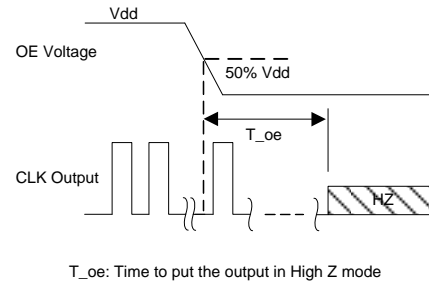 Vdd
OE Voltage
50% Vdd
T_oe
CLK Output
HZ
T_oe: Time to put the output in High Z mode